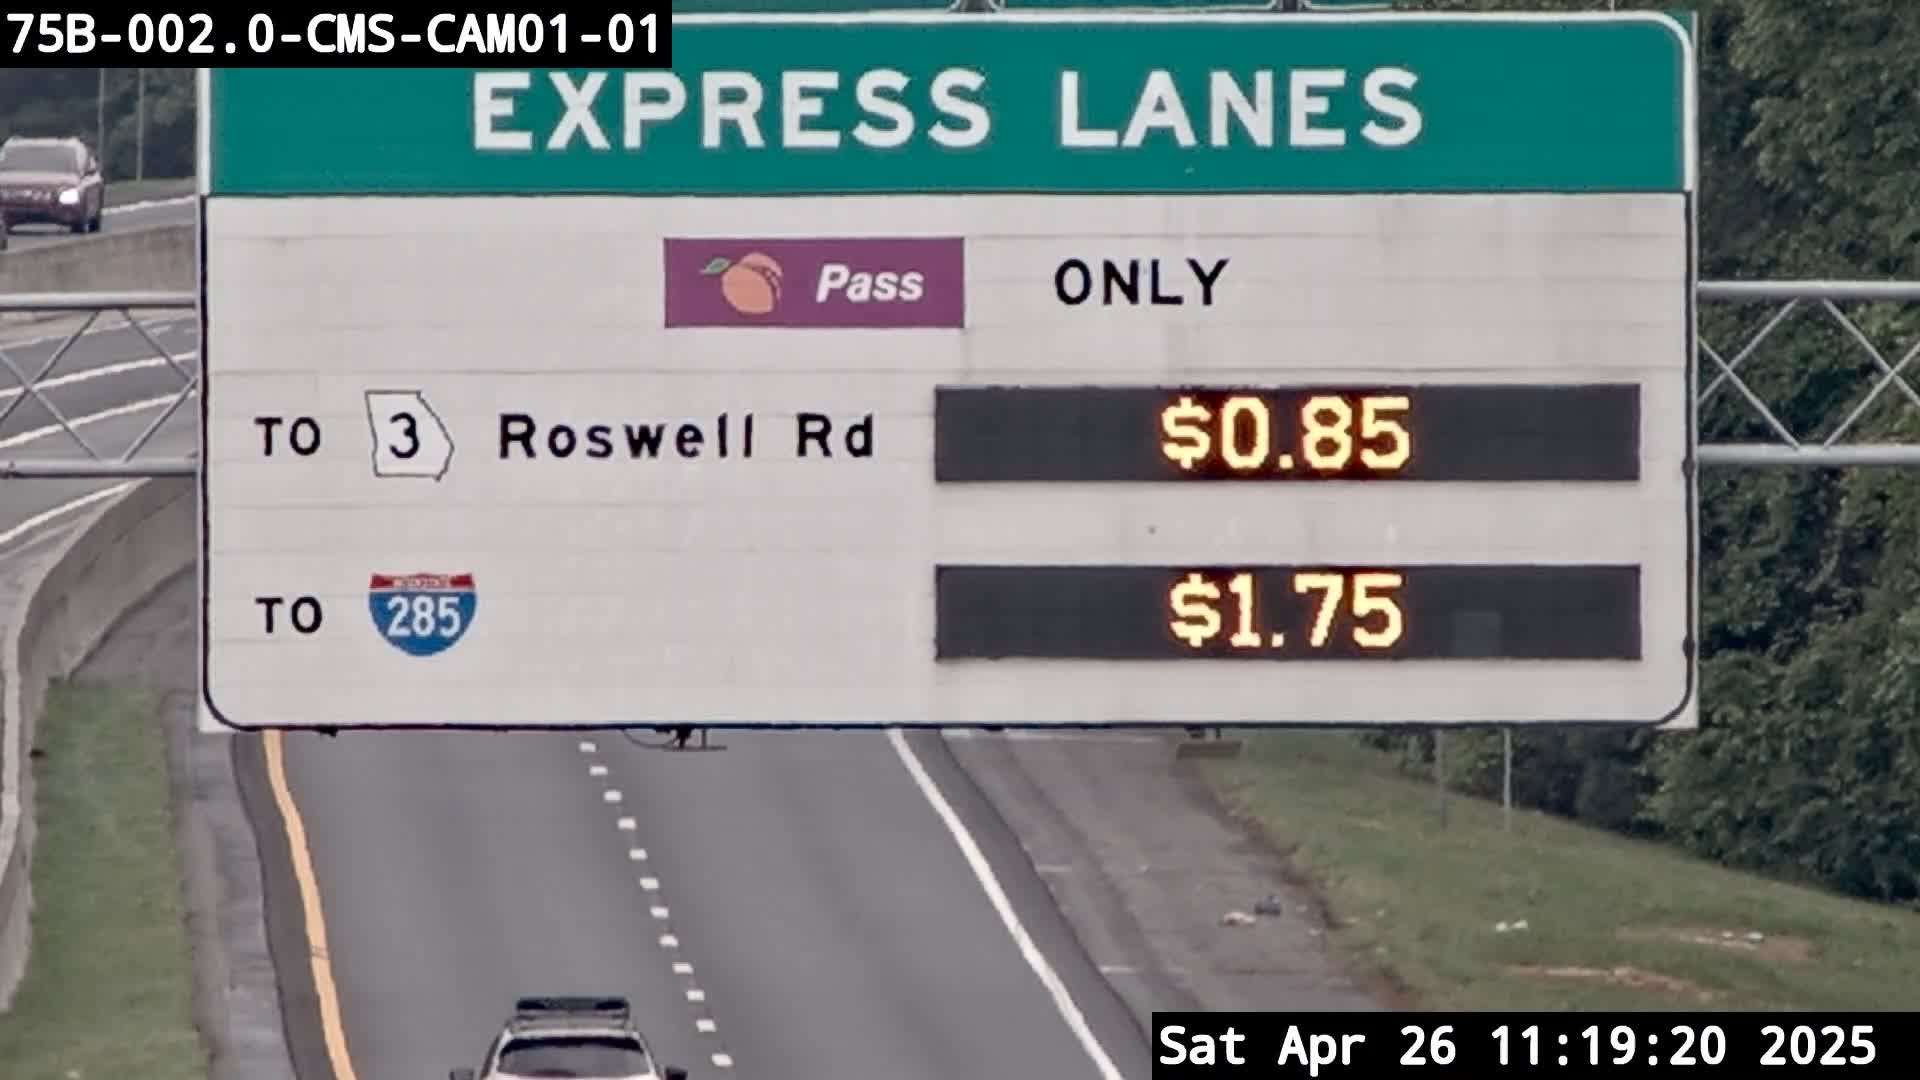 75B-002.0-CMS-CAM01-01
EXPRESS LANES
Pass ONLY
TO 3 Roswell Rd $0.85
TO 285 $1.75
Sat Apr 26 11:19:20 2025